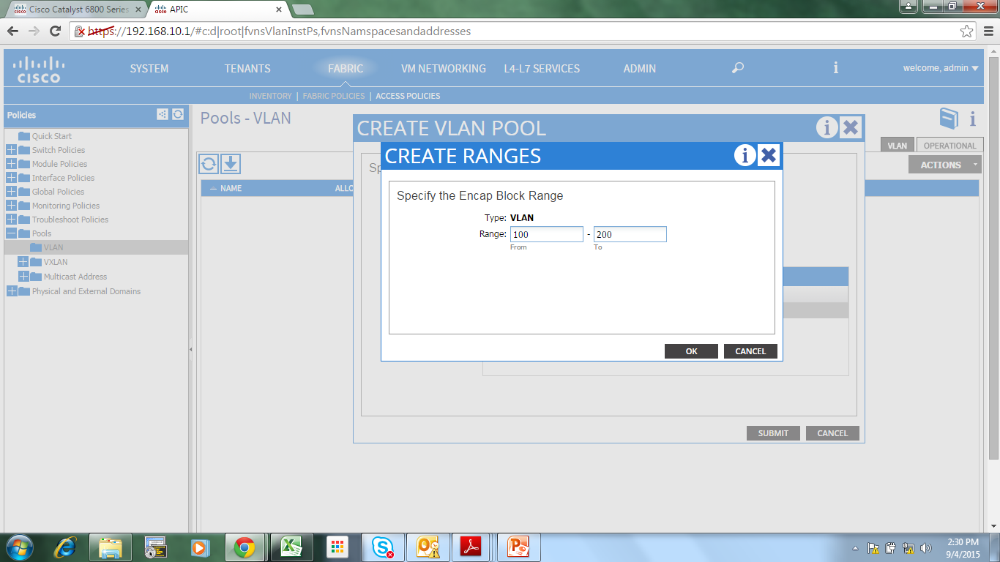 Cisco Catalyst 6800 Series
APIC
https://192.168.10.1/#c:d|root|fvnsVlanInstPs,fvnsNamspacesandaddresses
CISCO
SYSTEM
TENANTS
FABRIC
VM NETWORKING
L4-L7 SERVICES
ADMIN
welcome, admin
INVENTORY | FABRIC POLICIES | ACCESS POLICIES
Policies
Quick Start
Switch Policies
Module Policies
Interface Policies
Global Policies
Monitoring Policies
Troubleshoot Policies
Pools
VLAN
VXLAN
Multicast Address
Physical and External Domains
Pools - VLAN
VLAN
OPERATIONAL
ACTIONS
NAME
CREATE VLAN POOL
CREATE RANGES
Specify the Encap Block Range
Type: VLAN
Range: 100 - 200
From To
OK CANCEL
SUBMIT CANCEL
2:30 PM
9/4/2015